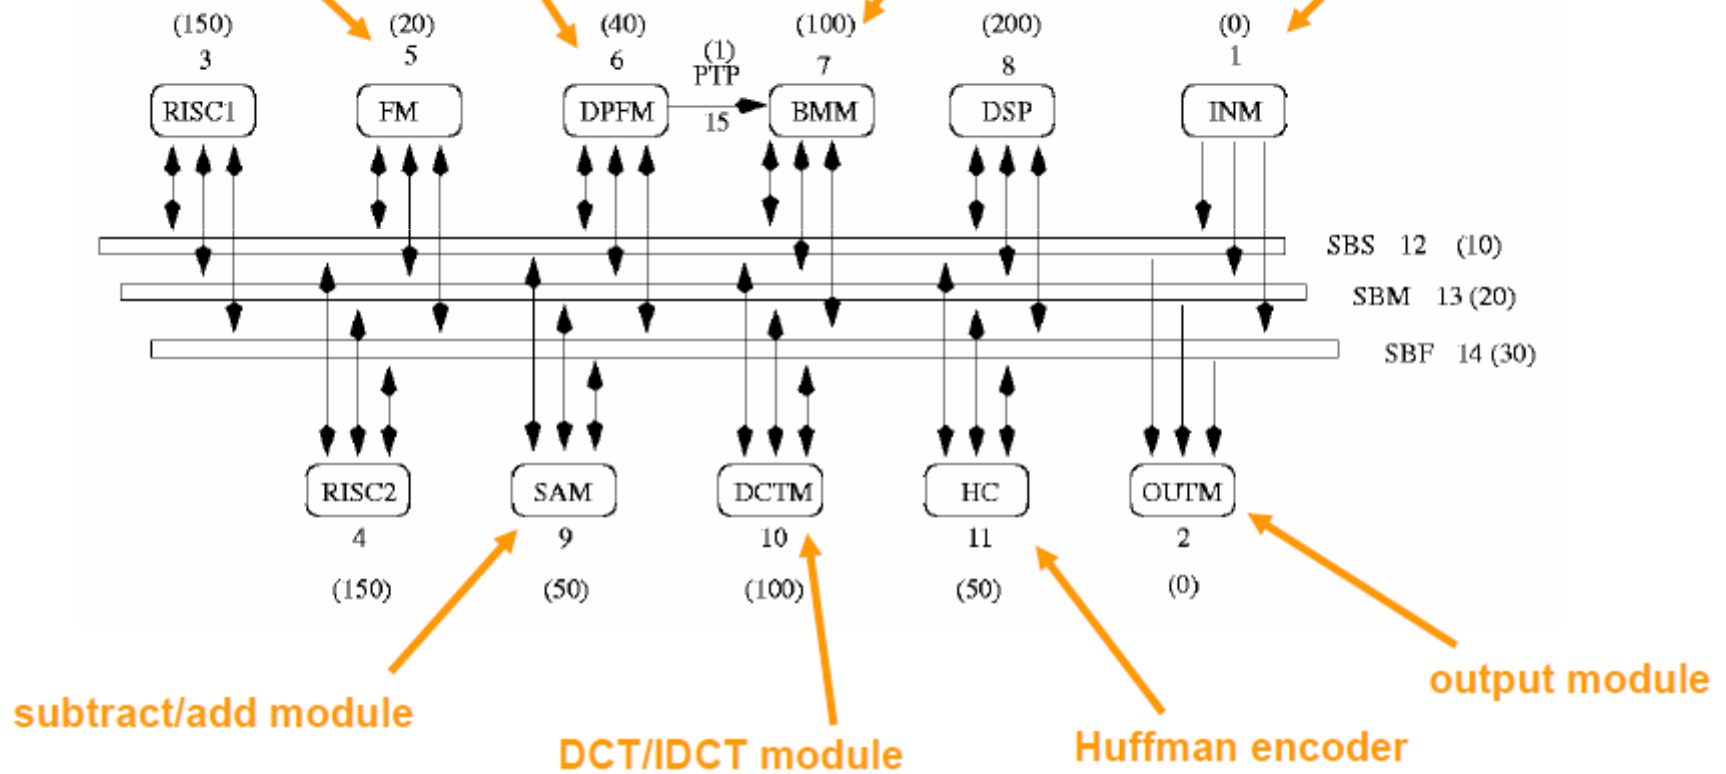 (150) (20) (40) (100) (200) (0)
3 5 6 (1) 7 8 1
PTP
RISC1 FM DPFM 15 BMM DSP INM
SBS 12 (10)
SBM 13 (20)
SBF 14 (30)
RISC2 SAM DCTM HC OUTM
4 9 10 11 2
(150) (50) (100) (50) (0)
output module
subtract/add module
Huffman encoder
DCT/IDCT module